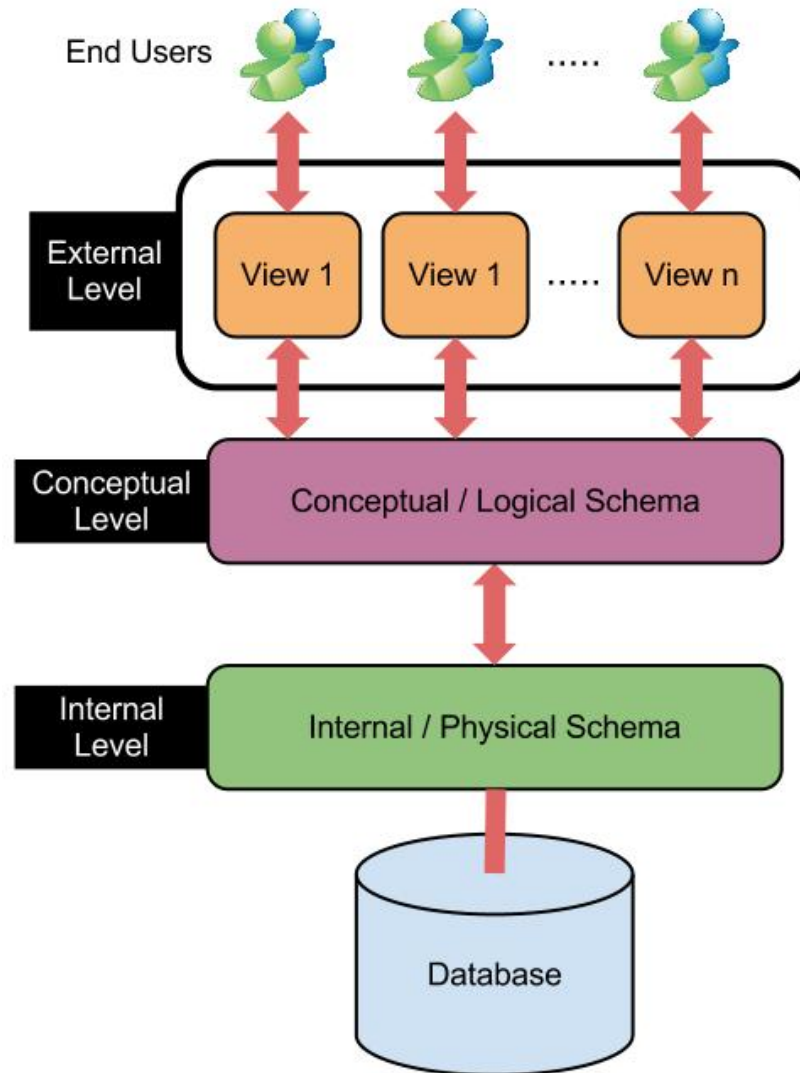 End Users
.....
External
Level
View 1
View 1
.....
View n
Conceptual
Level
Conceptual / Logical Schema
Internal
Level
Internal / Physical Schema
Database